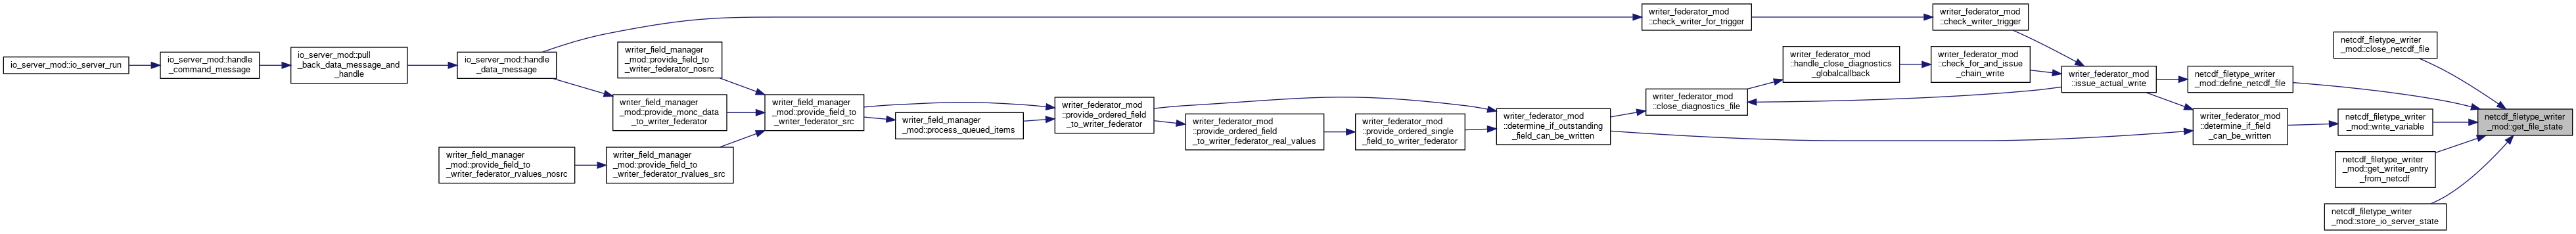 io_server_mod::io_server_run
io_server_mod::handle
_command_message
io_server_mod::pull
_back_data_message_and
_handle
io_server_mod::handle
_data_message
writer_field_manager
_mod::provide_field_to
_writer_federator_nosrc
writer_field_manager
_mod::provide_monc_data
_to_writer_federator
writer_field_manager
_mod::provide_field_to
_writer_federator_rvalues_nosrc
writer_field_manager
_mod::provide_field_to
_writer_federator_rvalues_src
writer_field_manager
_mod::provide_field_to
_writer_federator_src
writer_field_manager
_mod::process_queued_items
writer_federator_mod
::provide_ordered_field
_to_writer_federator
writer_federator_mod
::provide_ordered_field
_to_writer_federator_real_values
writer_federator_mod
::provide_ordered_single
_field_to_writer_federator
writer_federator_mod
::determine_if_outstanding
_field_can_be_written
writer_federator_mod
::check_writer_for_trigger
writer_federator_mod
::close_diagnostics_file
writer_federator_mod
::handle_close_diagnostics
_globalcallback
writer_federator_mod
::check_writer_trigger
writer_federator_mod
::check_for_and_issue
_chain_write
writer_federator_mod
::issue_actual_write
netcdf_filetype_writer
_mod::define_netcdf_file
writer_federator_mod
::determine_if_field
_can_be_written
netcdf_filetype_writer
_mod::close_netcdf_file
netcdf_filetype_writer
_mod::write_variable
netcdf_filetype_writer
_mod::get_writer_entry
_from_netcdf
netcdf_filetype_writer
_mod::store_io_server_state
netcdf_filetype_writer
_mod::get_file_state